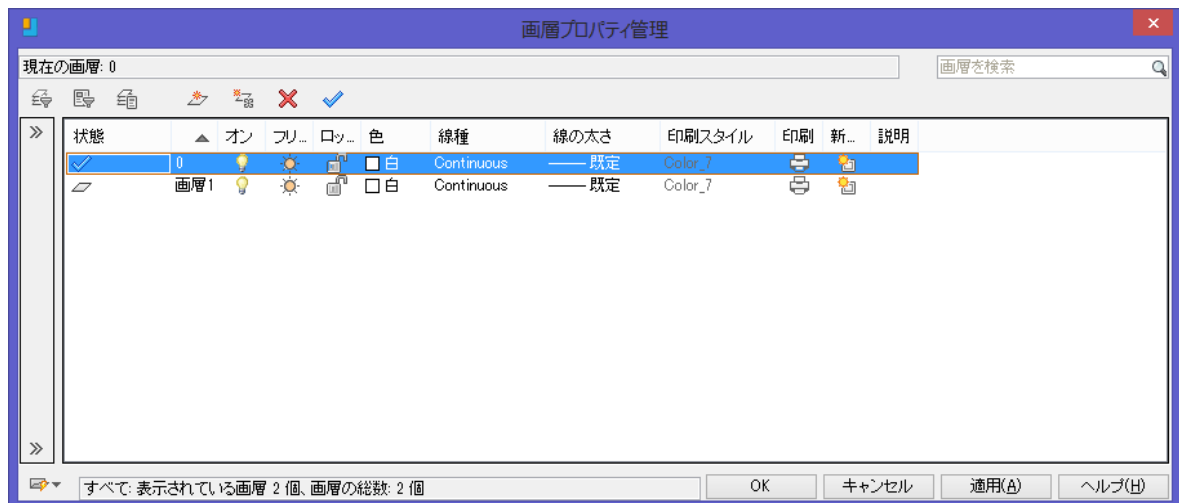 画層プロパティ管理
現在の画層: 0
画層を検索
状態 オン フリ... ロッ... 色 線種 線の太さ 印刷スタイル 印刷 新... 説明
0 白 Continuous 既定 Color_7
画層1 白 Continuous 既定 Color_7
すべて: 表示されている画層 2 個、画層の総数: 2 個
OK キャンセル 適用(A) ヘルプ(H)